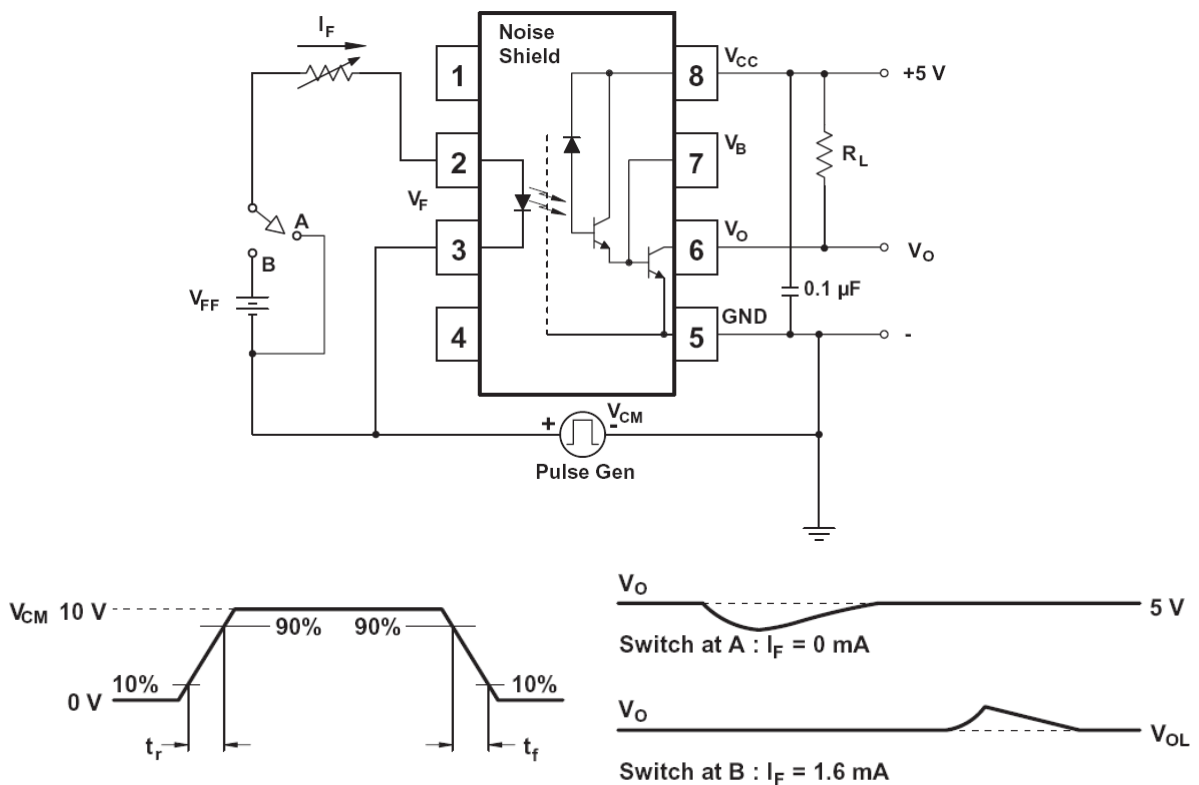 I_F
Noise
Shield
1
8
V_CC
+5 V
2
7
V_B
R_L
V_F
A
3
6
V_O
V_O
B
V_FF
0.1 µF
4
5
GND
-
+
V_CM
-
Pulse Gen
V_CM 10 V
90%
90%
10%
10%
0 V
t_r
t_f
V_O
5 V
Switch at A : I_F = 0 mA
V_O
V_OL
Switch at B : I_F = 1.6 mA